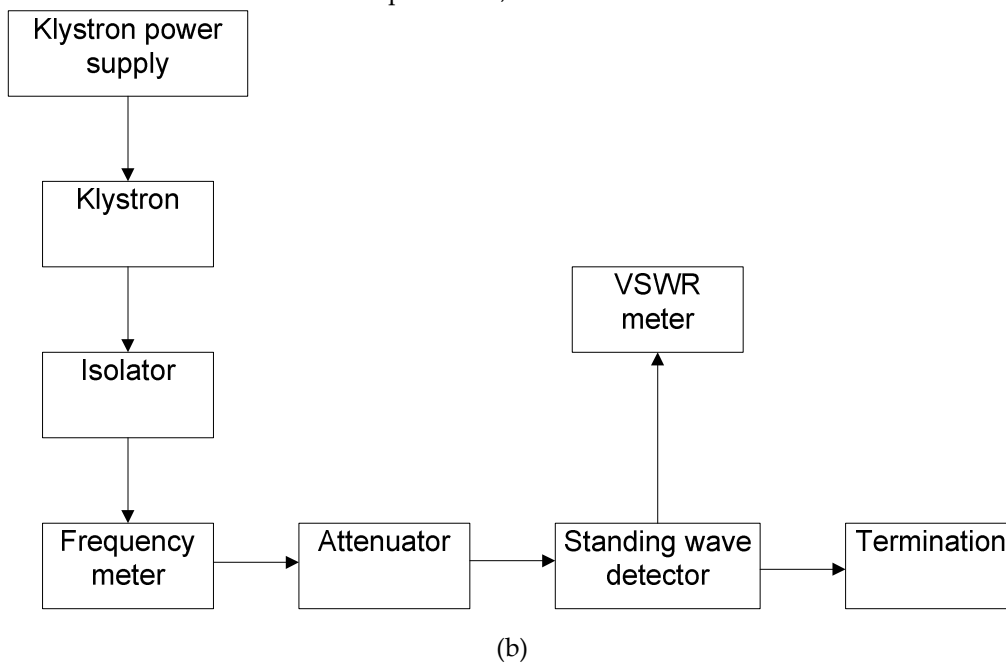 Klystron power
supply
Klystron
VSWR
meter
Isolator
Frequency
meter
Attenuator
Standing wave
detector
Termination
(b)